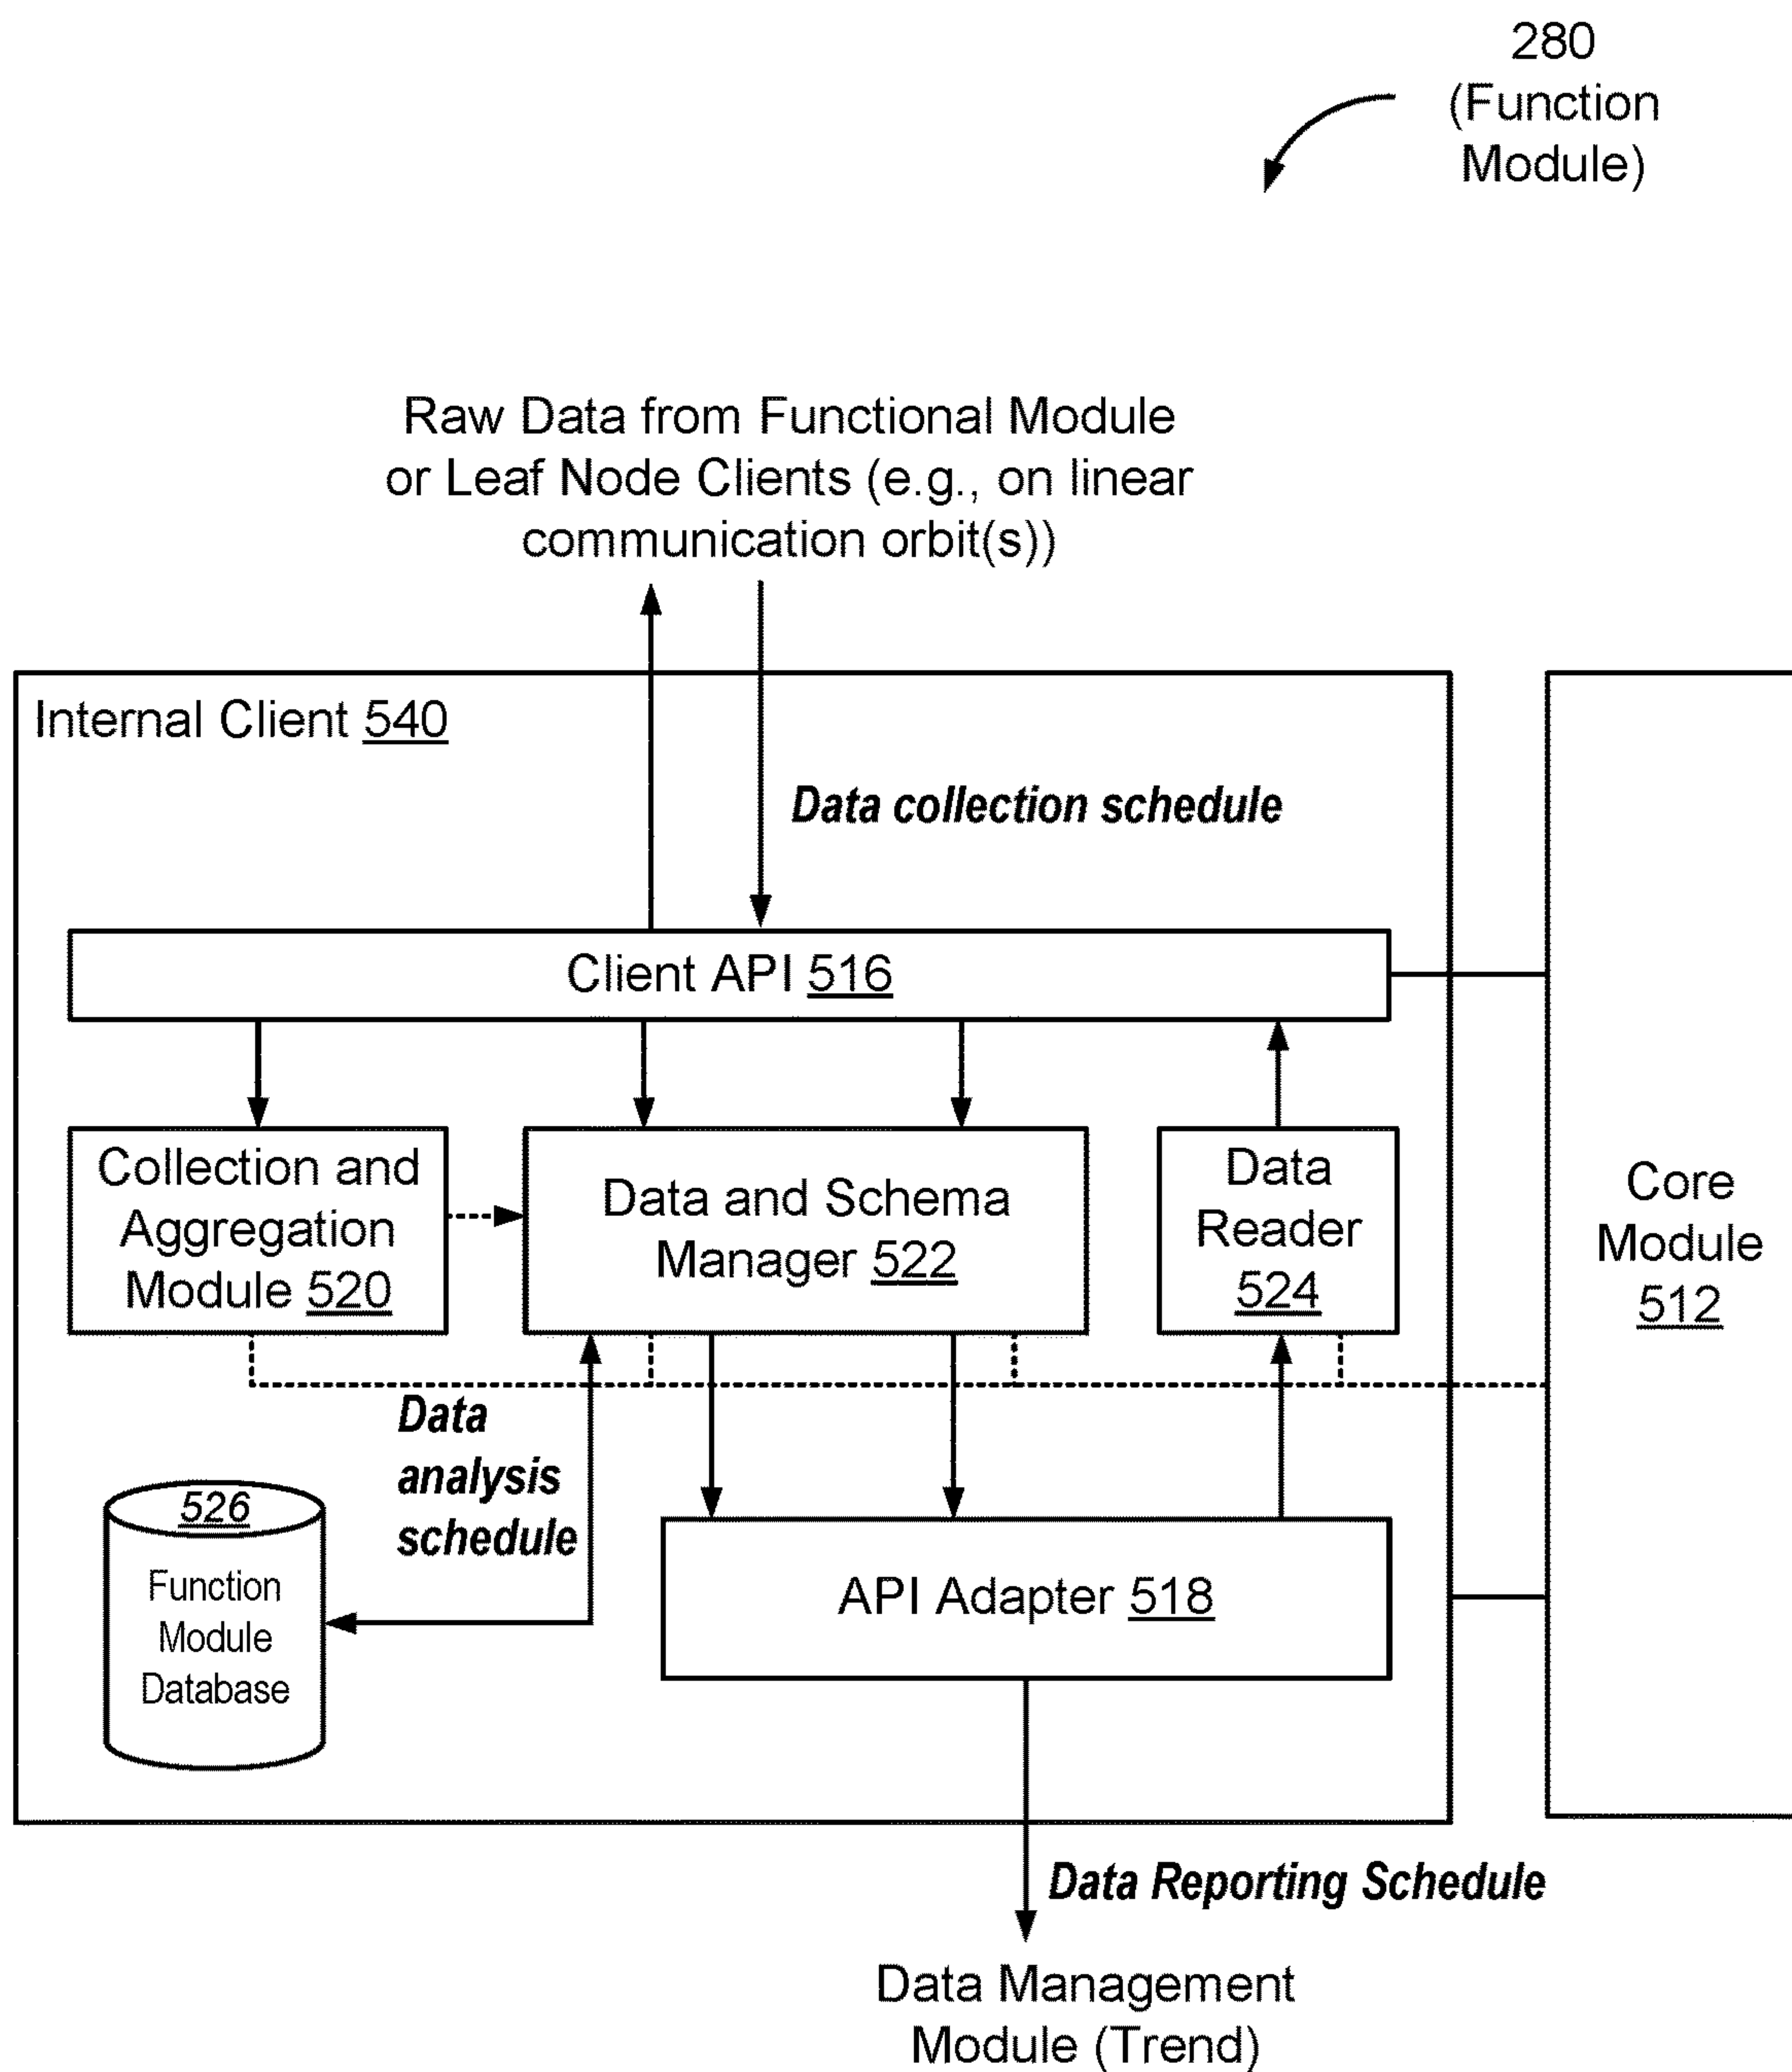 280
(Function
Module)
Raw Data from Functional Module
or Leaf Node Clients (e.g., on linear
communication orbit(s))
Internal Client 540
Data collection schedule
Client API 516
Collection and
Aggregation
Module 520
Data and Schema
Manager 522
Data
Reader
524
Core
Module
512
Data
analysis
schedule
526
Function
Module
Database
API Adapter 518
Data Reporting Schedule
Data Management
Module (Trend)